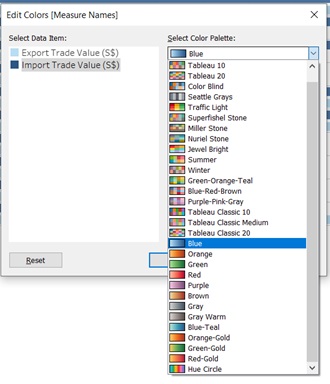 Edit Colors [Measure Names]
Select Data Item:
Export Trade Value (S$)
Import Trade Value (S$)
Select Color Palette:
Blue
Tableau 10
Tableau 20
Color Blind
Seattle Grays
Traffic Light
Superfishel Stone
Miller Stone
Nuriel Stone
Jewel Bright
Summer
Winter
Green-Orange-Teal
Blue-Red-Brown
Purple-Pink-Gray
Tableau Classic 10
Tableau Classic Medium
Tableau Classic 20
Blue
Orange
Green
Red
Purple
Brown
Gray
Gray Warm
Blue-Teal
Orange-Gold
Green-Gold
Red-Gold
Hue Circle
Reset